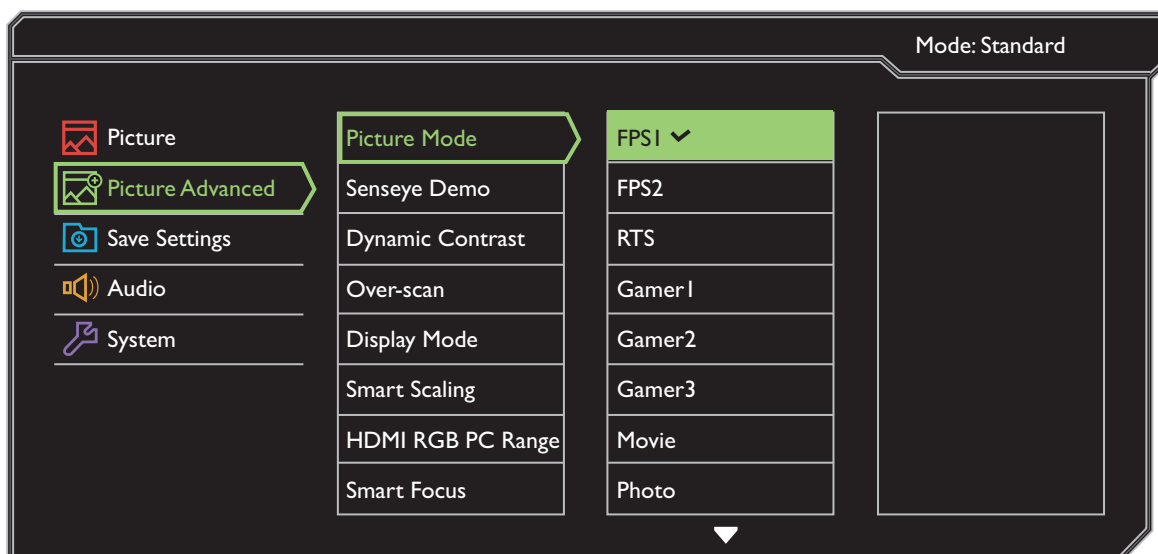 Mode: Standard
Picture
Picture Advanced
Save Settings
Audio
System
Picture Mode
Senseye Demo
Dynamic Contrast
Over-scan
Display Mode
Smart Scaling
HDMI RGB PC Range
Smart Focus
FPS1
FPS2
RTS
Gamer1
Gamer2
Gamer3
Movie
Photo